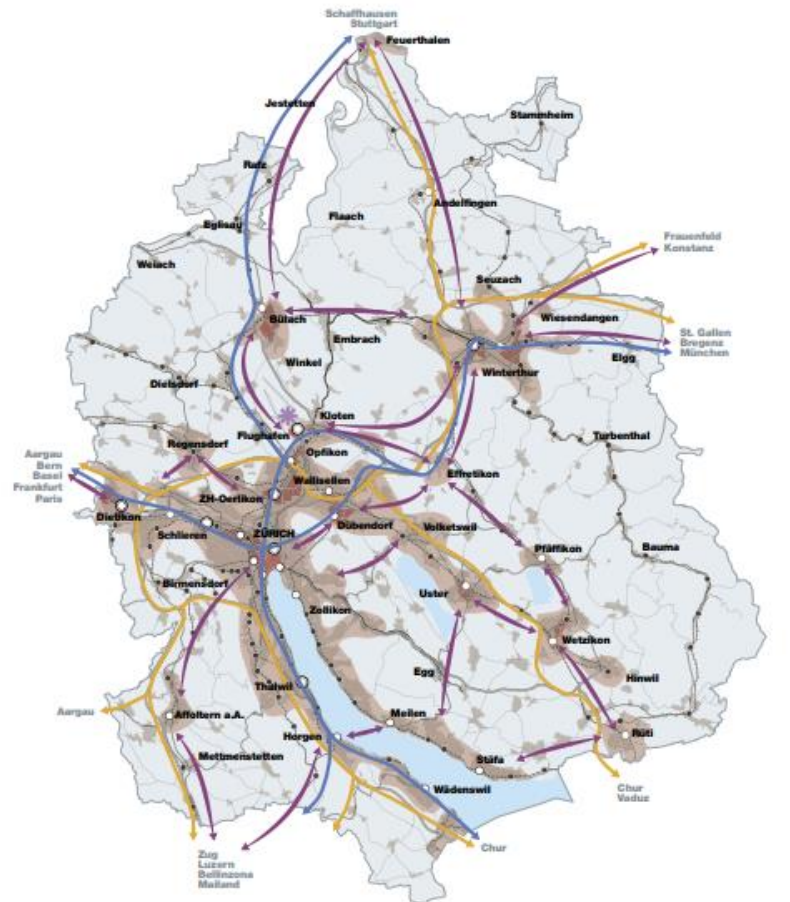 Schaffhausen
Stuttgart
Feuerthalen
Jestetten
Stammheim
Rafz
Andelfingen
Flaach
Eglisau
Frauenfeld
Konstanz
Weiach
Seuzach
Wiesendangen
Bülach
St. Gallen
Bregenz
München
Embrach
Elgg
Winkel
Winterthur
Dielsdorf
Kloten
Flughafen
Turbenthal
Regensdorf
Opfikon
Aargau
Bern
Basel
Frankfurt
Paris
Effretikon
Wallisellen
ZH-Oerlikon
Dietikon
Dübendorf
Volketswil
Schlieren
ZÜRICH
Bauma
Pfäffikon
Birmensdorf
Uster
Zollikon
Wetzikon
Egg
Hinwil
Thalwil
Aargau
Affoltern a.A.
Meilen
Horgen
Rüti
Mettmenstetten
Stäfa
Wädenswil
Chur
Vaduz
Chur
Zug
Luzern
Bellinzona
Mailand